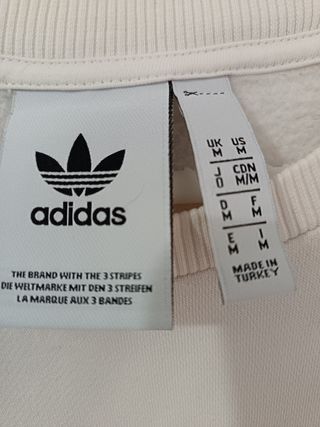 adidas
THE BRAND WITH THE 3 STRIPES
DIE WELTMARKE MIT DEN 3 STREIFEN
LA MARQUE AUX 3 BANDES
UK US
M M
J CDN
O M/M
D F
M M
E I
M M
MADE IN
TURKEY